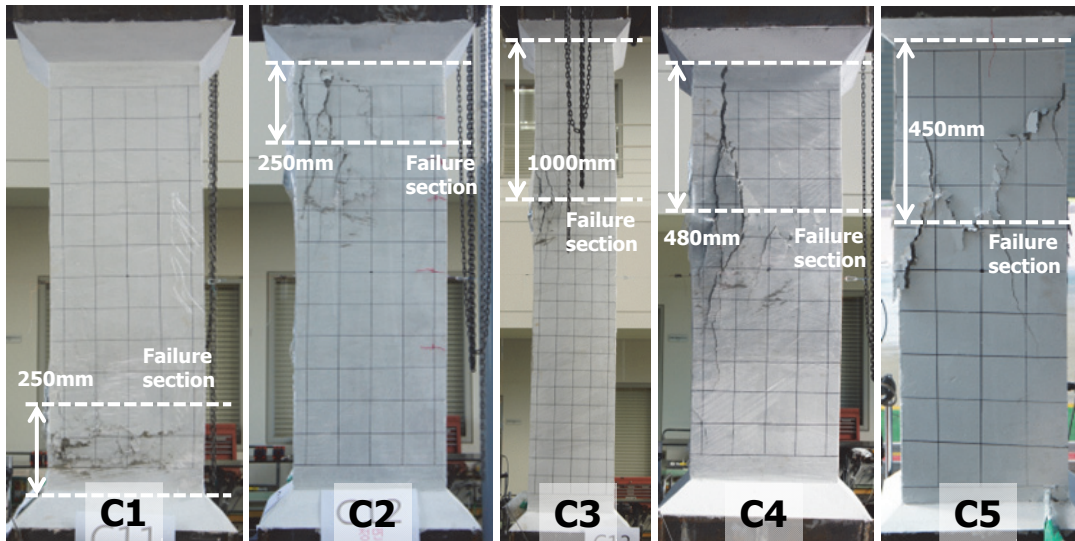 250mm
Failure
section
C1
250mm
Failure
section
C2
1000mm
Failure
section
C3
480mm
Failure
section
C4
450mm
Failure
section
C5